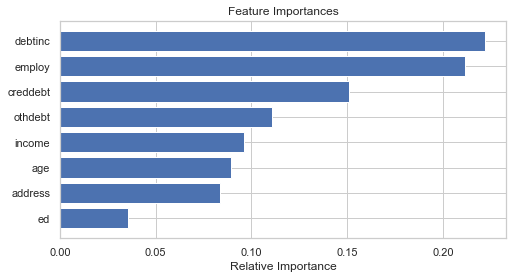 Feature Importances
debtinc
employ
creddebt
othdebt
income
age
address
ed
0.00 0.05 0.10 0.15 0.20
Relative Importance